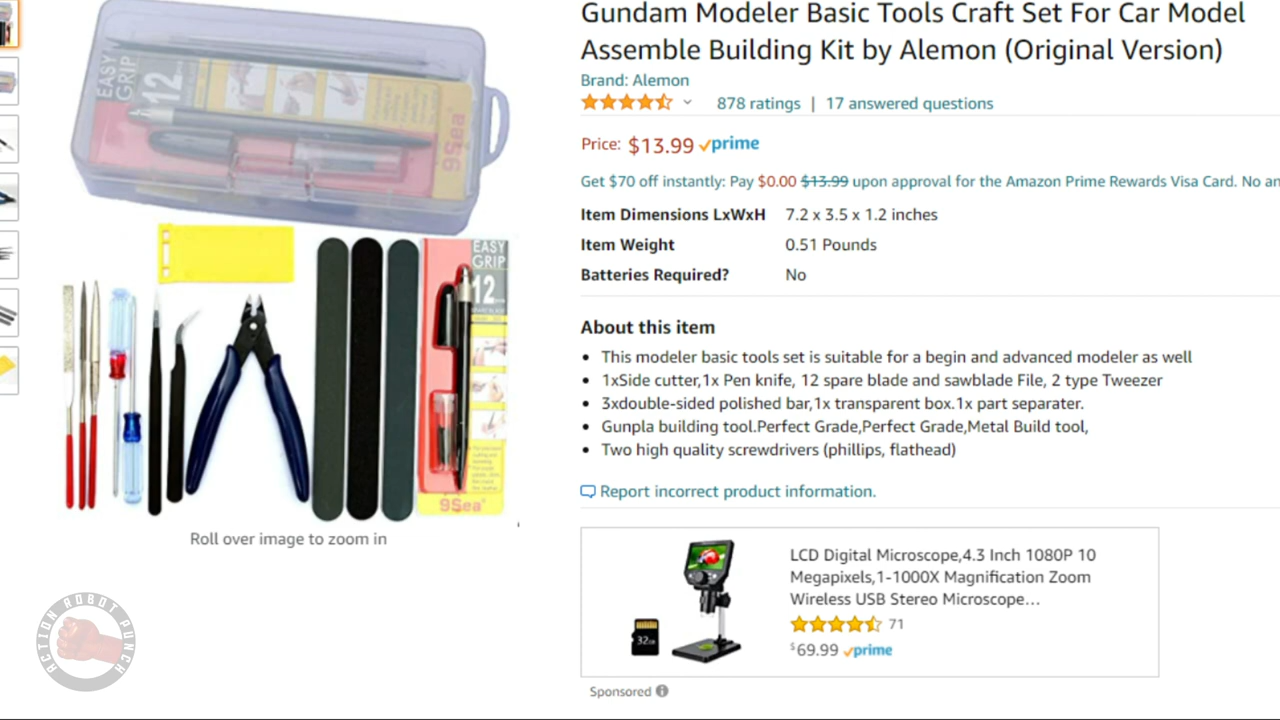 Gundam Modeler Basic Tools Craft Set For Car Model
Assemble Building Kit by Alemon (Original Version)
Brand: Alemon
878 ratings | 17 answered questions
Price: $13.99 prime
Get $70 off instantly: Pay $0.00 $13.99 upon approval for the Amazon Prime Rewards Visa Card. No an
Item Dimensions LxWxH 7.2 x 3.5 x 1.2 inches
Item Weight 0.51 Pounds
Batteries Required? No
About this item
• This modeler basic tools set is suitable for a begin and advanced modeler as well
• 1xSide cutter,1x Pen knife, 12 spare blade and sawblade File, 2 type Tweezer
• 3xdouble-sided polished bar,1x transparent box.1x part separater.
• Gunpla building tool.Perfect Grade,Perfect Grade,Metal Build tool,
• Two high quality screwdrivers (phillips, flathead)
Report incorrect product information.
LCD Digital Microscope,4.3 Inch 1080P 10
Megapixels,1-1000X Magnification Zoom
Wireless USB Stereo Microscope…
71
$69.99 prime
Sponsored
EASY
GRIP
12
9Sea
EASY
GRIP
12
9Sea
Roll over image to zoom in
ACTION ROBOT PUNCH
32GB